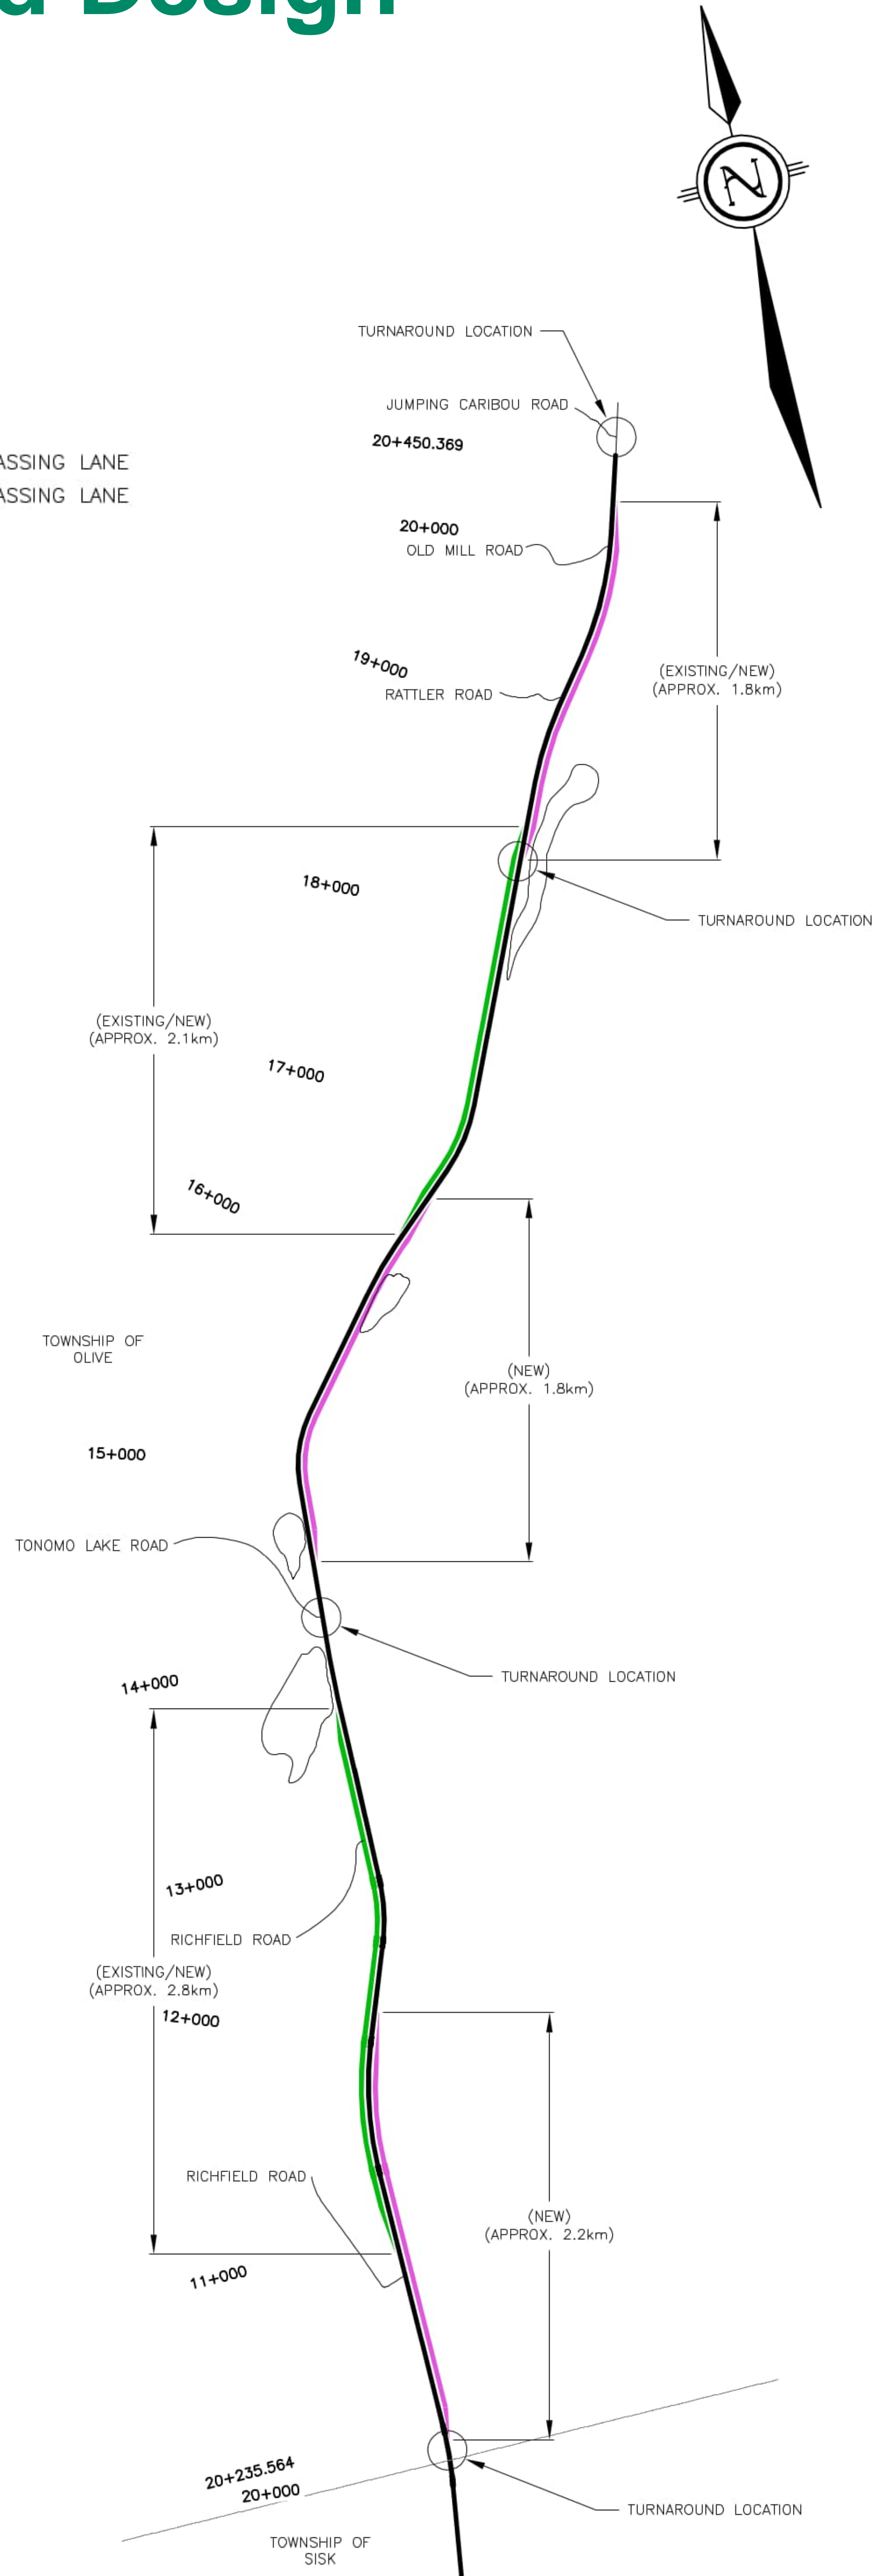 Design
N
TURNAROUND LOCATION
JUMPING CARIBOU ROAD
20+450.369
ASSING LANE
ASSING LANE
20+000
OLD MILL ROAD
19+000
(EXISTING/NEW)
(APPROX. 1.8km)
RATTLER ROAD
18+000
TURNAROUND LOCATION
(EXISTING/NEW)
(APPROX. 2.1km)
17+000
16+000
TOWNSHIP OF
OLIVE
(NEW)
(APPROX. 1.8km)
15+000
TONOMO LAKE ROAD
14+000
TURNAROUND LOCATION
13+000
RICHFIELD ROAD
(EXISTING/NEW)
(APPROX. 2.8km)
12+000
RICHFIELD ROAD
(NEW)
(APPROX. 2.2km)
11+000
20+235.564
20+000
TURNAROUND LOCATION
TOWNSHIP OF
SISK